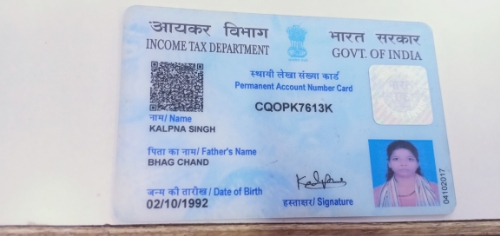 आयकर विभाग भारत सरकार
INCOME TAX DEPARTMENT GOVT. OF INDIA
स्थायी लेखा संख्या कार्ड
Permanent Account Number Card
CQOPK7613K
नाम/ Name
KALPNA SINGH
पिता का नाम/ Father's Name
BHAG CHAND
जन्म की तारीख/ Date of Birth
02/10/1992
Kalpna
हस्ताक्षर/ Signature
04102017